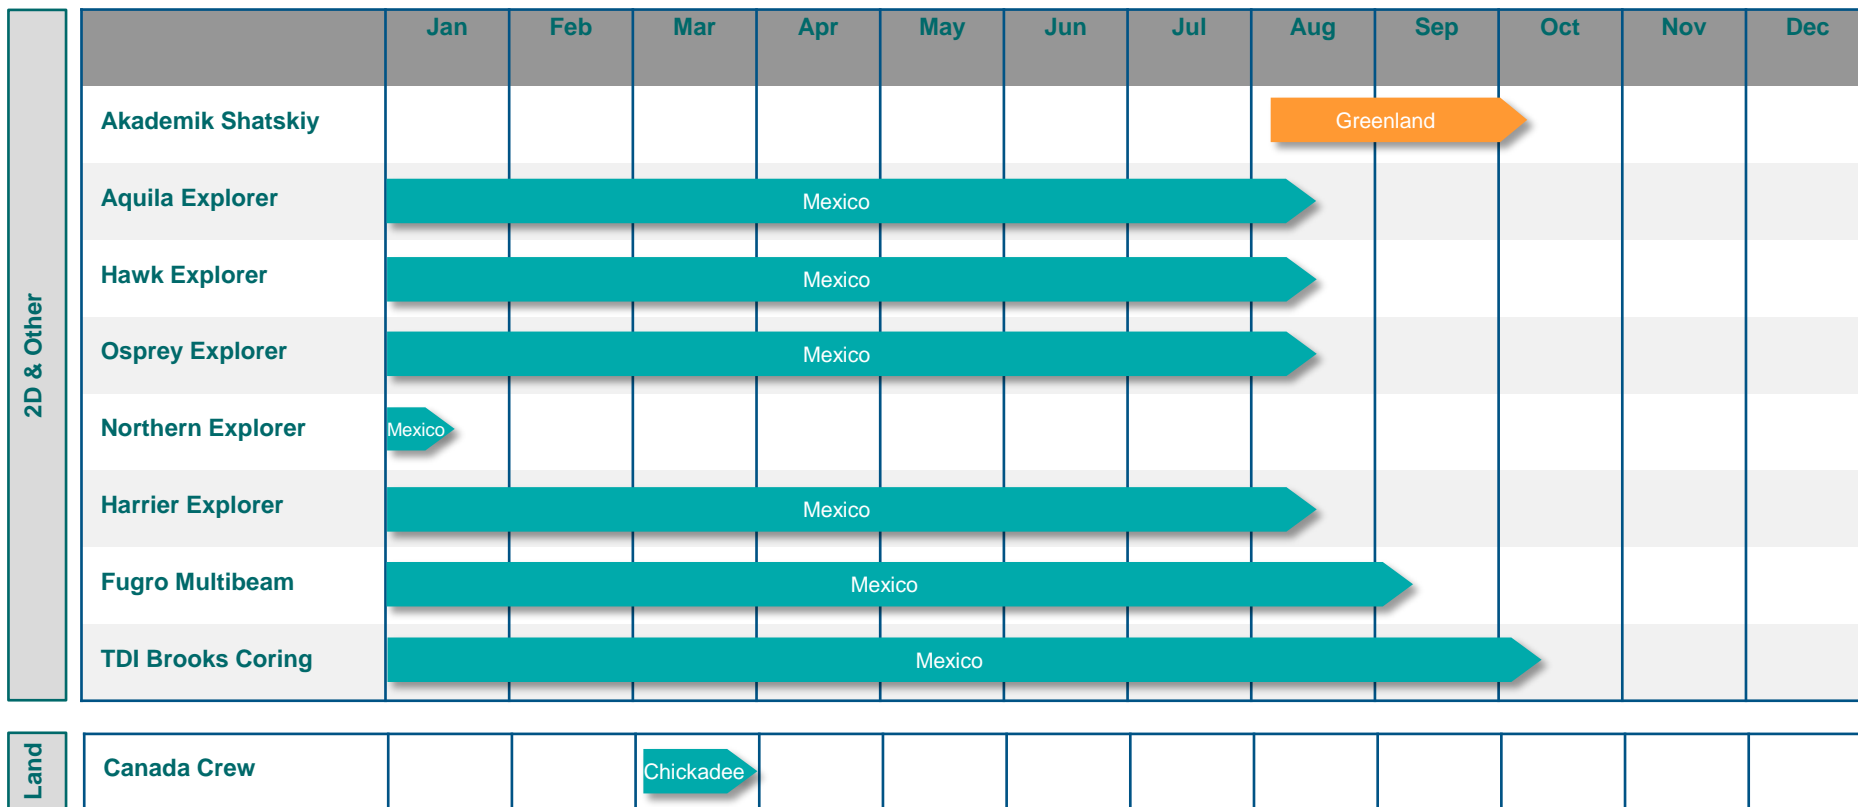 Jan Feb Mar Apr May Jun Jul Aug Sep Oct Nov Dec
2D & Other
Akademik Shatskiy Greenland
Aquila Explorer Mexico
Hawk Explorer Mexico
Osprey Explorer Mexico
Northern Explorer Mexico
Harrier Explorer Mexico
Fugro Multibeam Mexico
TDI Brooks Coring Mexico
Land
Canada Crew Chickadee